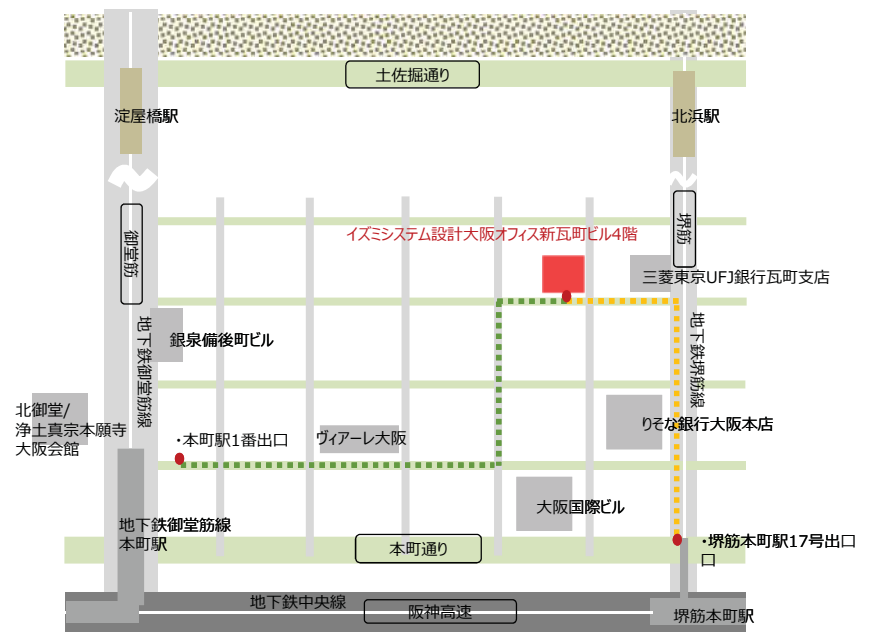 土佐堀通り
淀屋橋駅
北浜駅
御堂筋
堺筋
イズミシステム設計大阪オフィス新瓦町ビル4階
三菱東京UFJ銀行瓦町支店
地下鉄御堂筋線
銀泉備後町ビル
地下鉄堺筋線
北御堂/
浄土真宗本願寺
大阪会館
・本町駅1番出口
ヴィアーレ大阪
りそな銀行大阪本店
大阪国際ビル
地下鉄御堂筋線
本町駅
本町通り
・堺筋本町駅17号出口
口
地下鉄中央線
阪神高速
堺筋本町駅